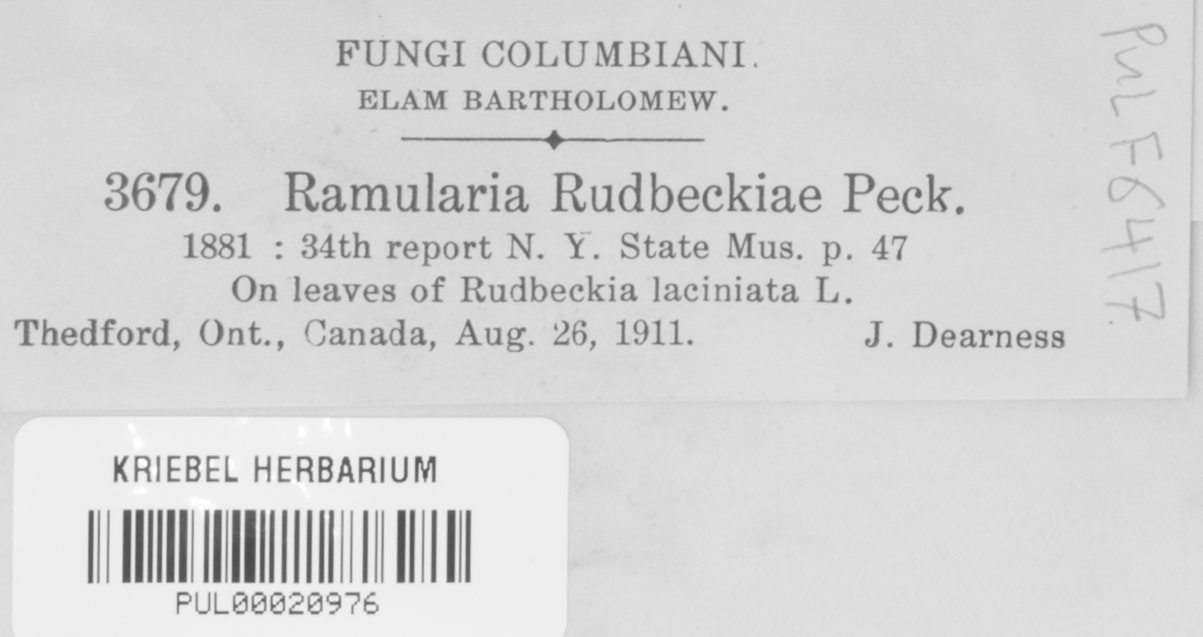 FUNGI COLUMBIANI.
ELAM BARTHOLOMEW.
3679. Ramularia Rudbeckiae Peck.
1881 : 34th report N. Y. State Mus. p. 47
On leaves of Rudbeckia laciniata L.
Thedford, Ont., Canada, Aug. 26, 1911. J. Dearness
PUL F6417
KRIEBEL HERBARIUM
PUL00020976